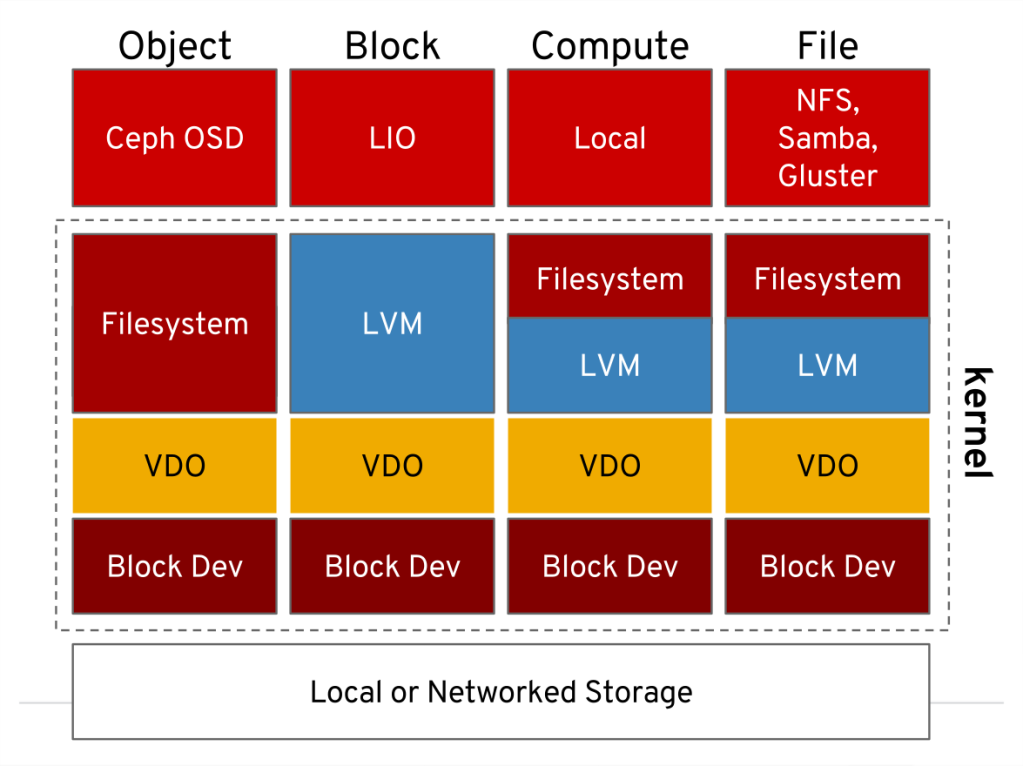 Object
Block
Compute
File
Ceph OSD
LIO
Local
NFS,
Samba,
Gluster
Filesystem
LVM
Filesystem
LVM
Filesystem
LVM
VDO
VDO
VDO
VDO
Block Dev
Block Dev
Block Dev
Block Dev
kernel
Local or Networked Storage